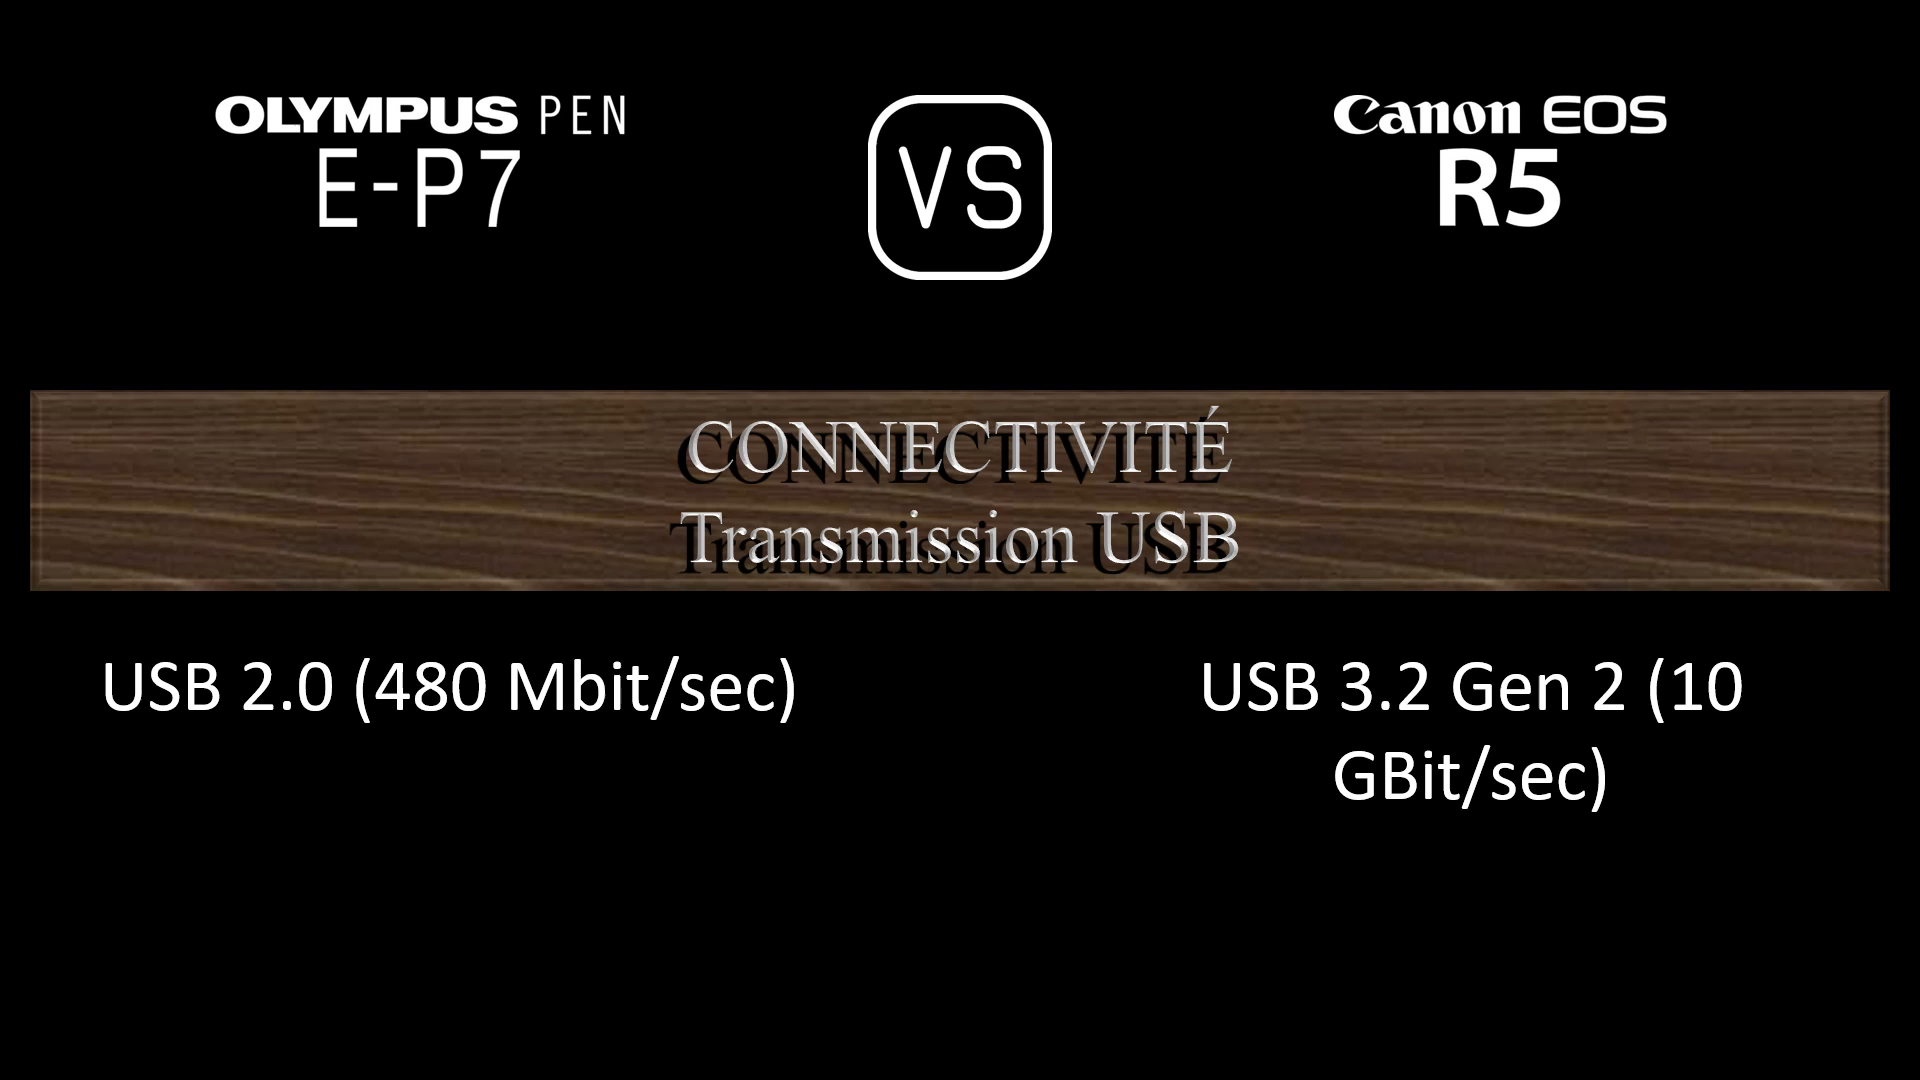 OLYMPUS PEN
E-P7
VS
Canon EOS
R5
CONNECTIVITÉ
Transmission USB
USB 2.0 (480 Mbit/sec)
USB 3.2 Gen 2 (10
GBit/sec)